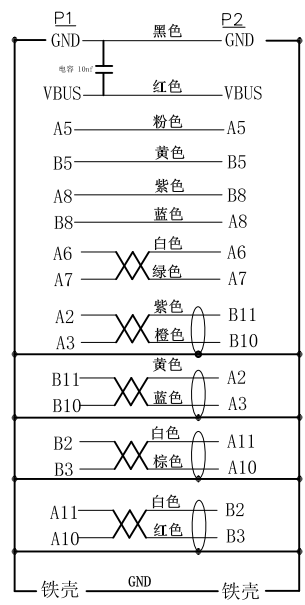 P1 P2
GND 黑色 GND
电容 10nf
VBUS 红色 VBUS
A5 粉色 A5
B5 黄色 B5
A8 紫色 B8
B8 蓝色 A8
A6 白色 A6
A7 绿色 A7
A2 紫色 B11
A3 橙色 B10
B11 黄色 A2
B10 蓝色 A3
B2 白色 A11
B3 棕色 A10
A11 白色 B2
A10 红色 B3
铁壳 GND 铁壳